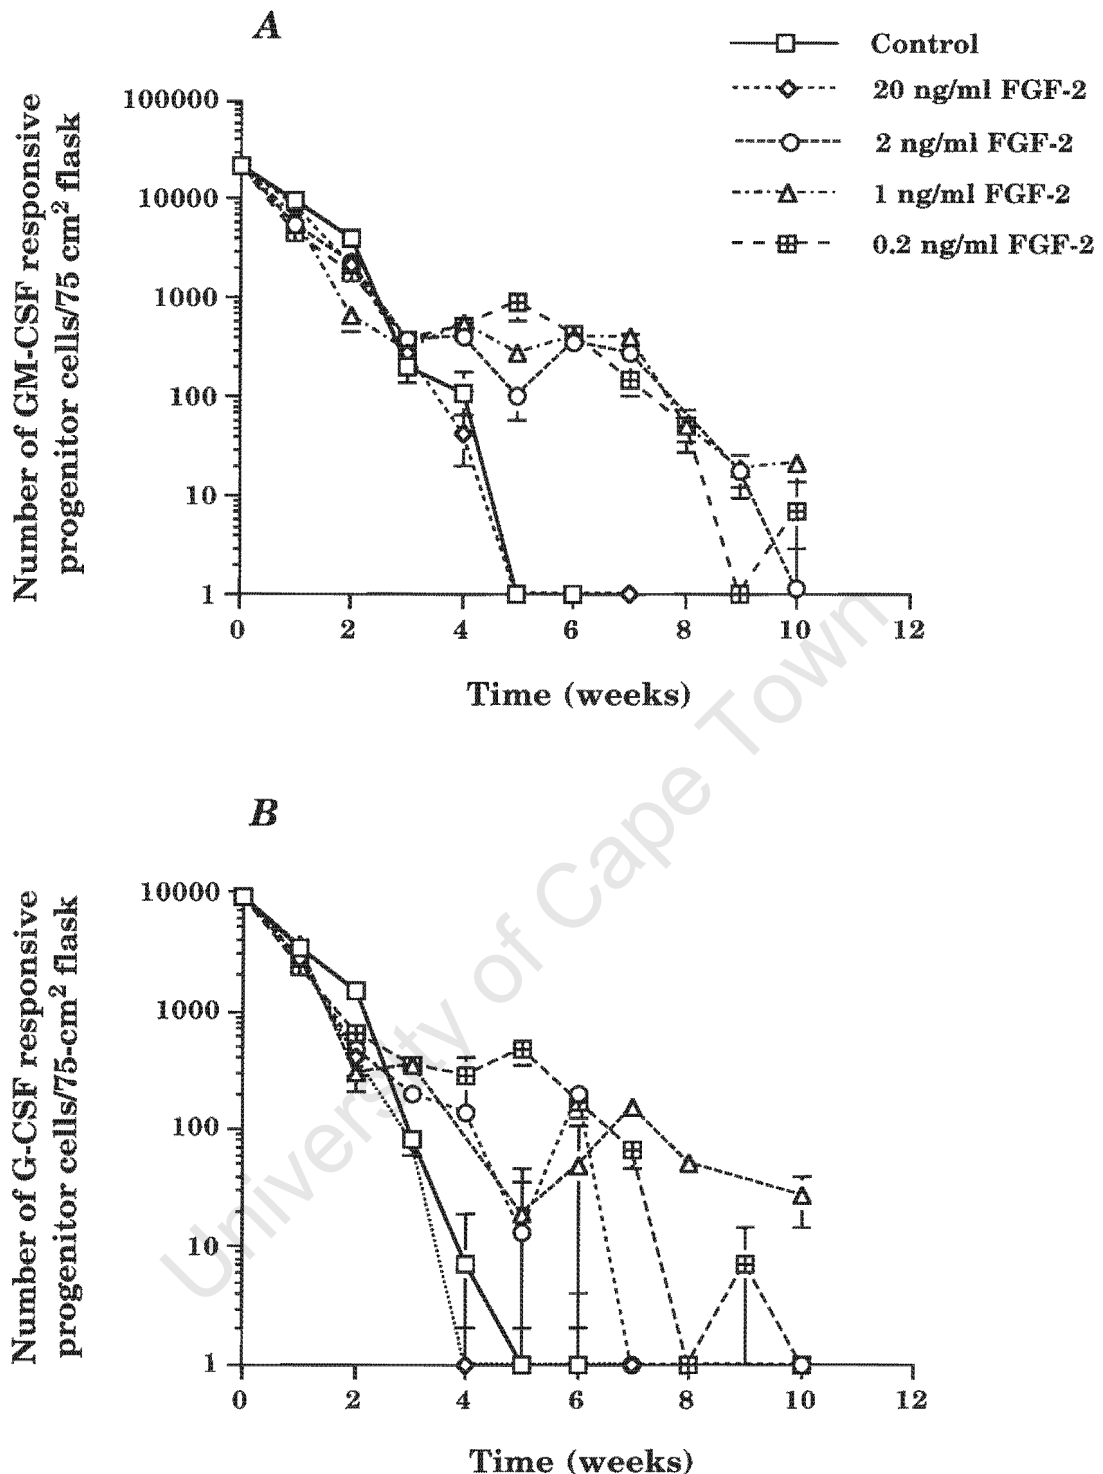 A
Control
20 ng/ml FGF-2
2 ng/ml FGF-2
1 ng/ml FGF-2
0.2 ng/ml FGF-2
Number of GM-CSF responsive
progenitor cells/75 cm² flask
100000
10000
1000
100
10
1
0 2 4 6 8 10 12
Time (weeks)
B
Number of G-CSF responsive
progenitor cells/75-cm² flask
10000
1000
100
10
1
0 2 4 6 8 10 12
Time (weeks)
University of Cape Town